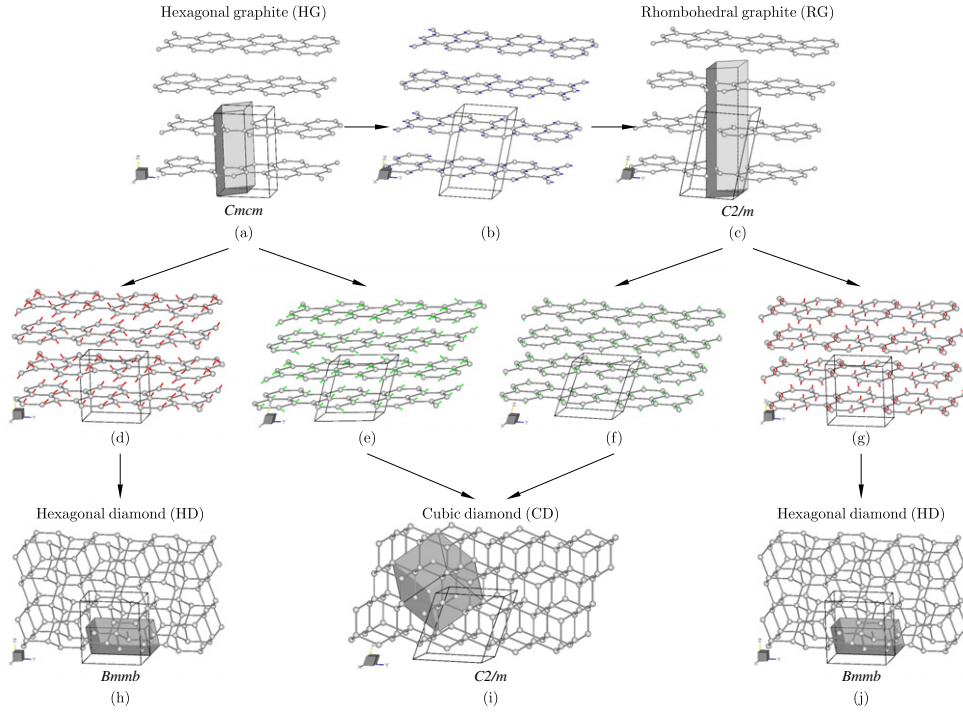 Hexagonal graphite (HG)
Rhombohedral graphite (RG)
Cmcm
C2/m
(a)
(b)
(c)
(d)
(e)
(f)
(g)
Hexagonal diamond (HD)
Cubic diamond (CD)
Hexagonal diamond (HD)
Bmmb
C2/m
Bmmb
(h)
(i)
(j)